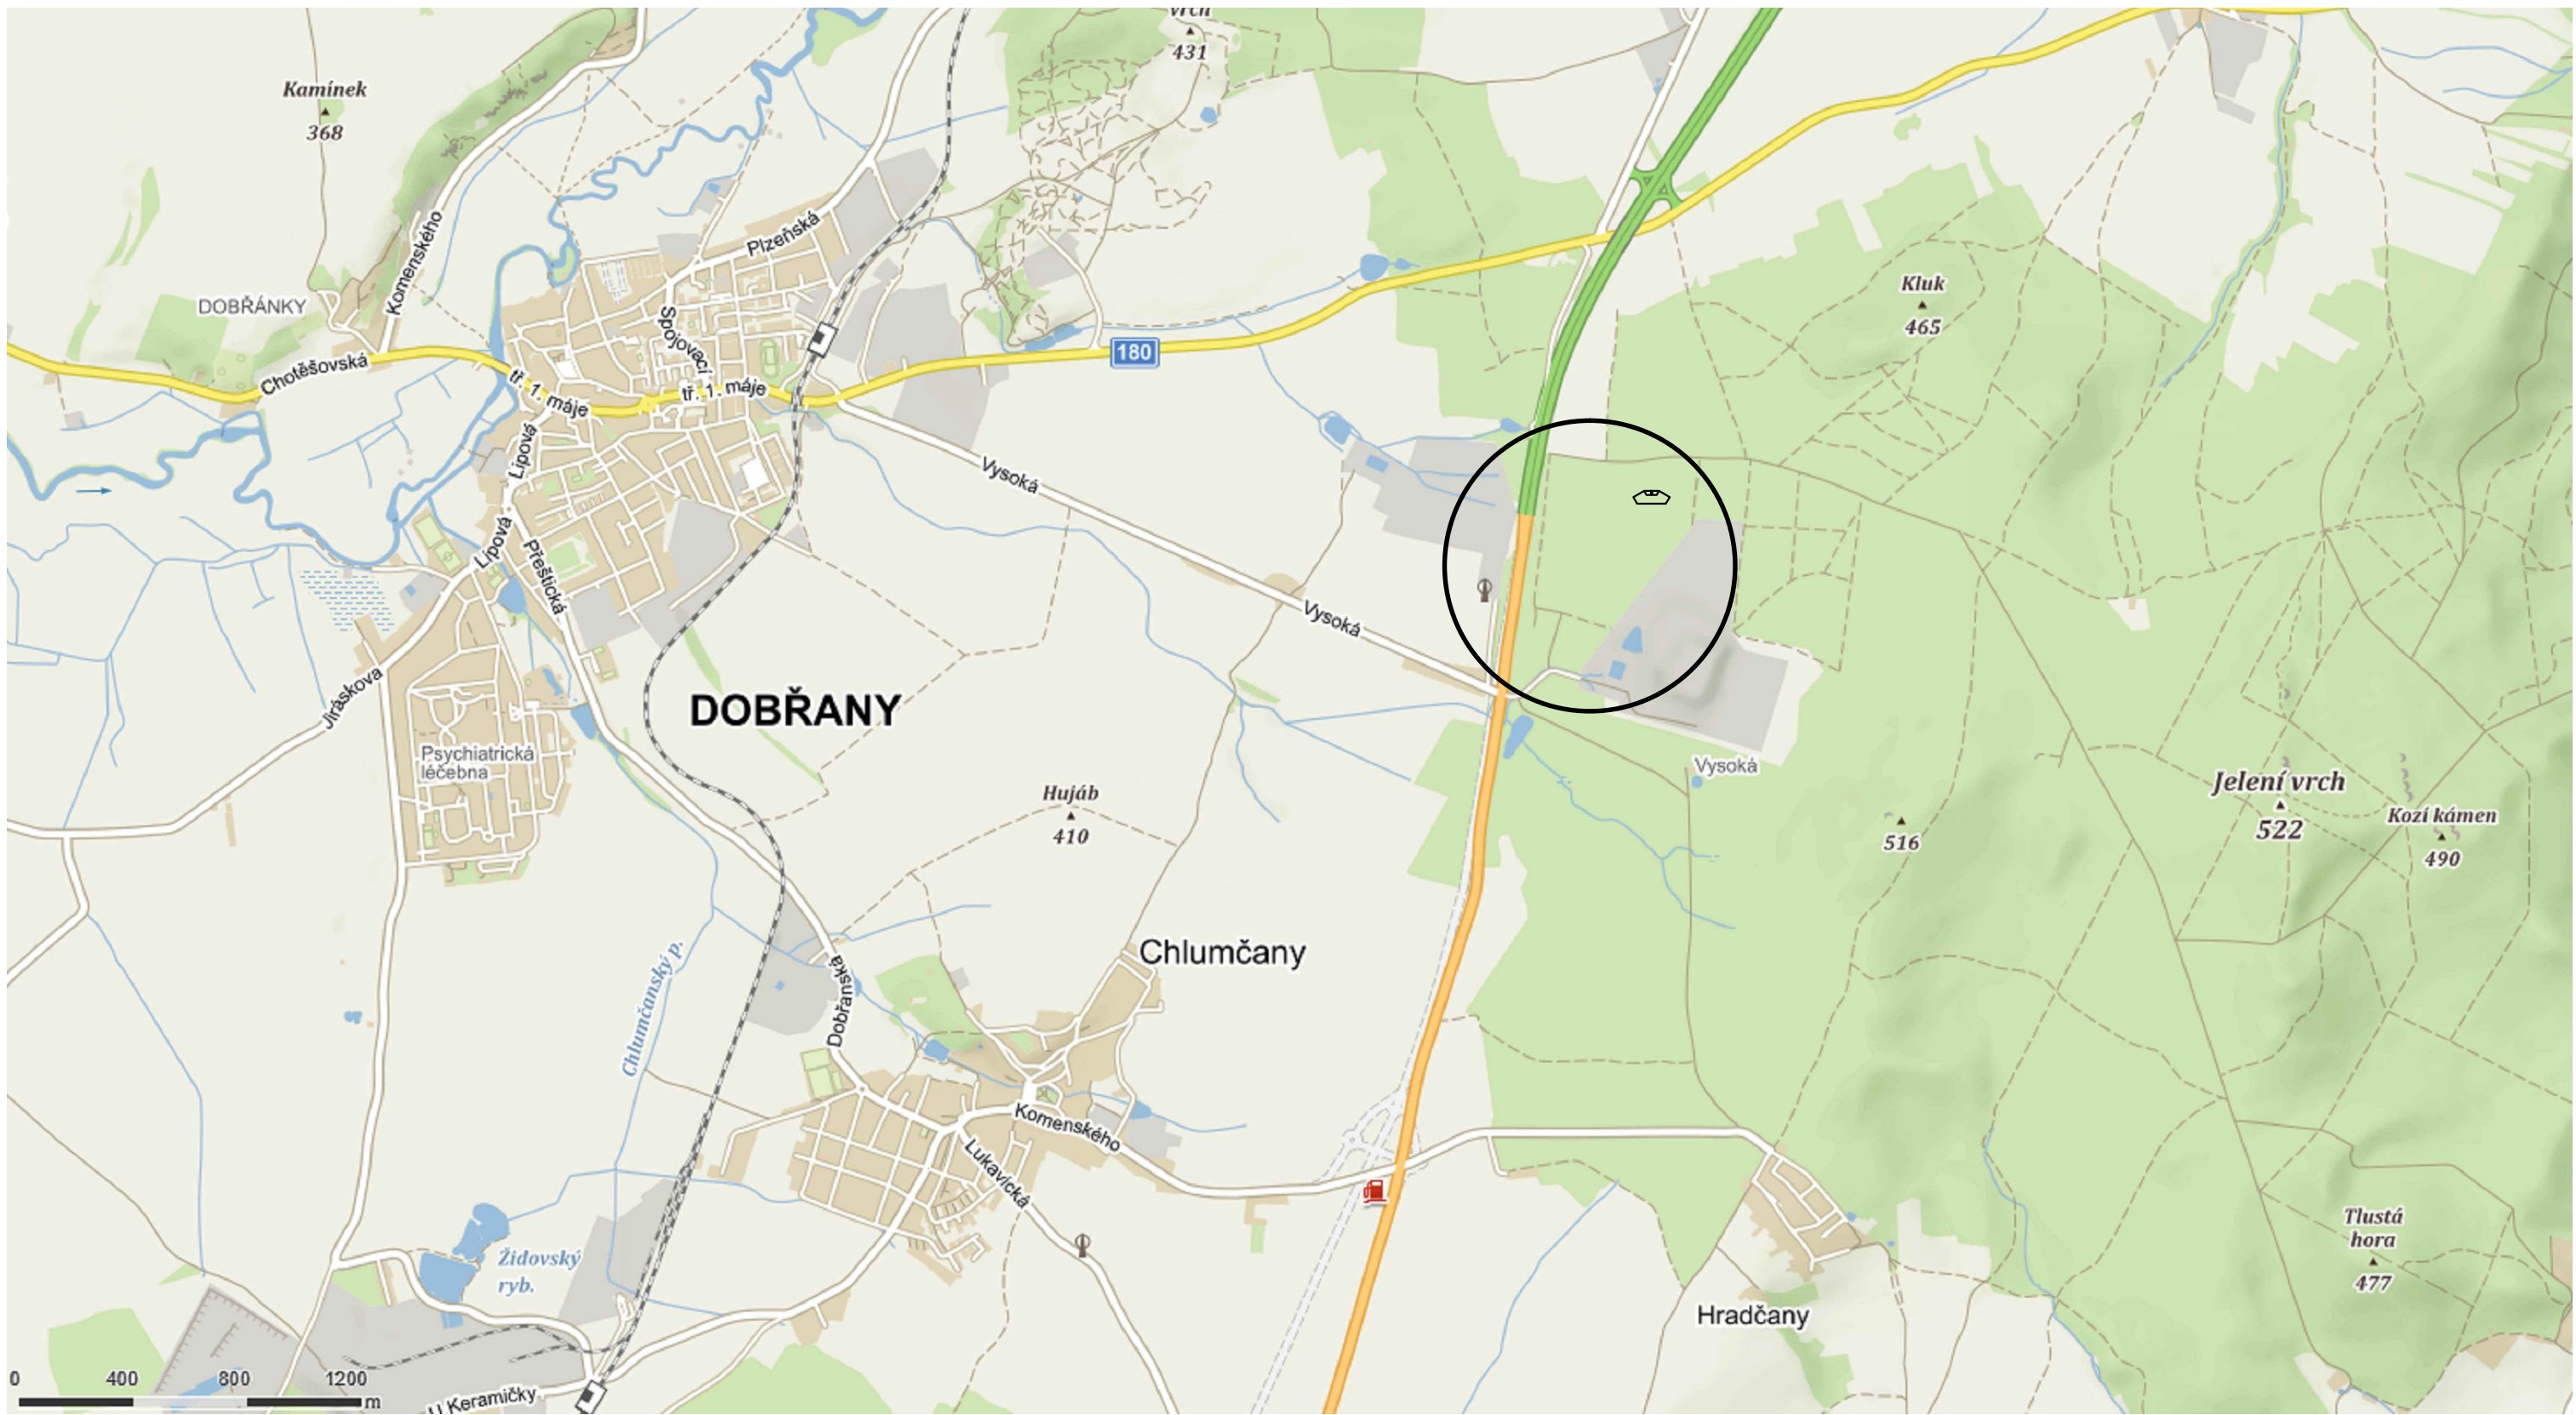 vrch
431
Kamínek
368
Komenského
Plzeňská
DOBŘÁNKY
Spojovací
Kluk
465
180
Chotěšovská
tř. 1. máje
tř. 1. máje
Lipová
Vysoká
Lipová
Přeštická
Vysoká
Jiráskova
DOBŘANY
Psychiatrická
léčebna
Vysoká
Hujáb
410
Jelení vrch
522
Kozí kámen
490
516
Chlumčany
Chlumčanský p.
Dobřanská
Komenského
Lukavická
Židovský
ryb.
Tlustá
hora
477
Hradčany
0 400 800 1200
m
U Keramičky